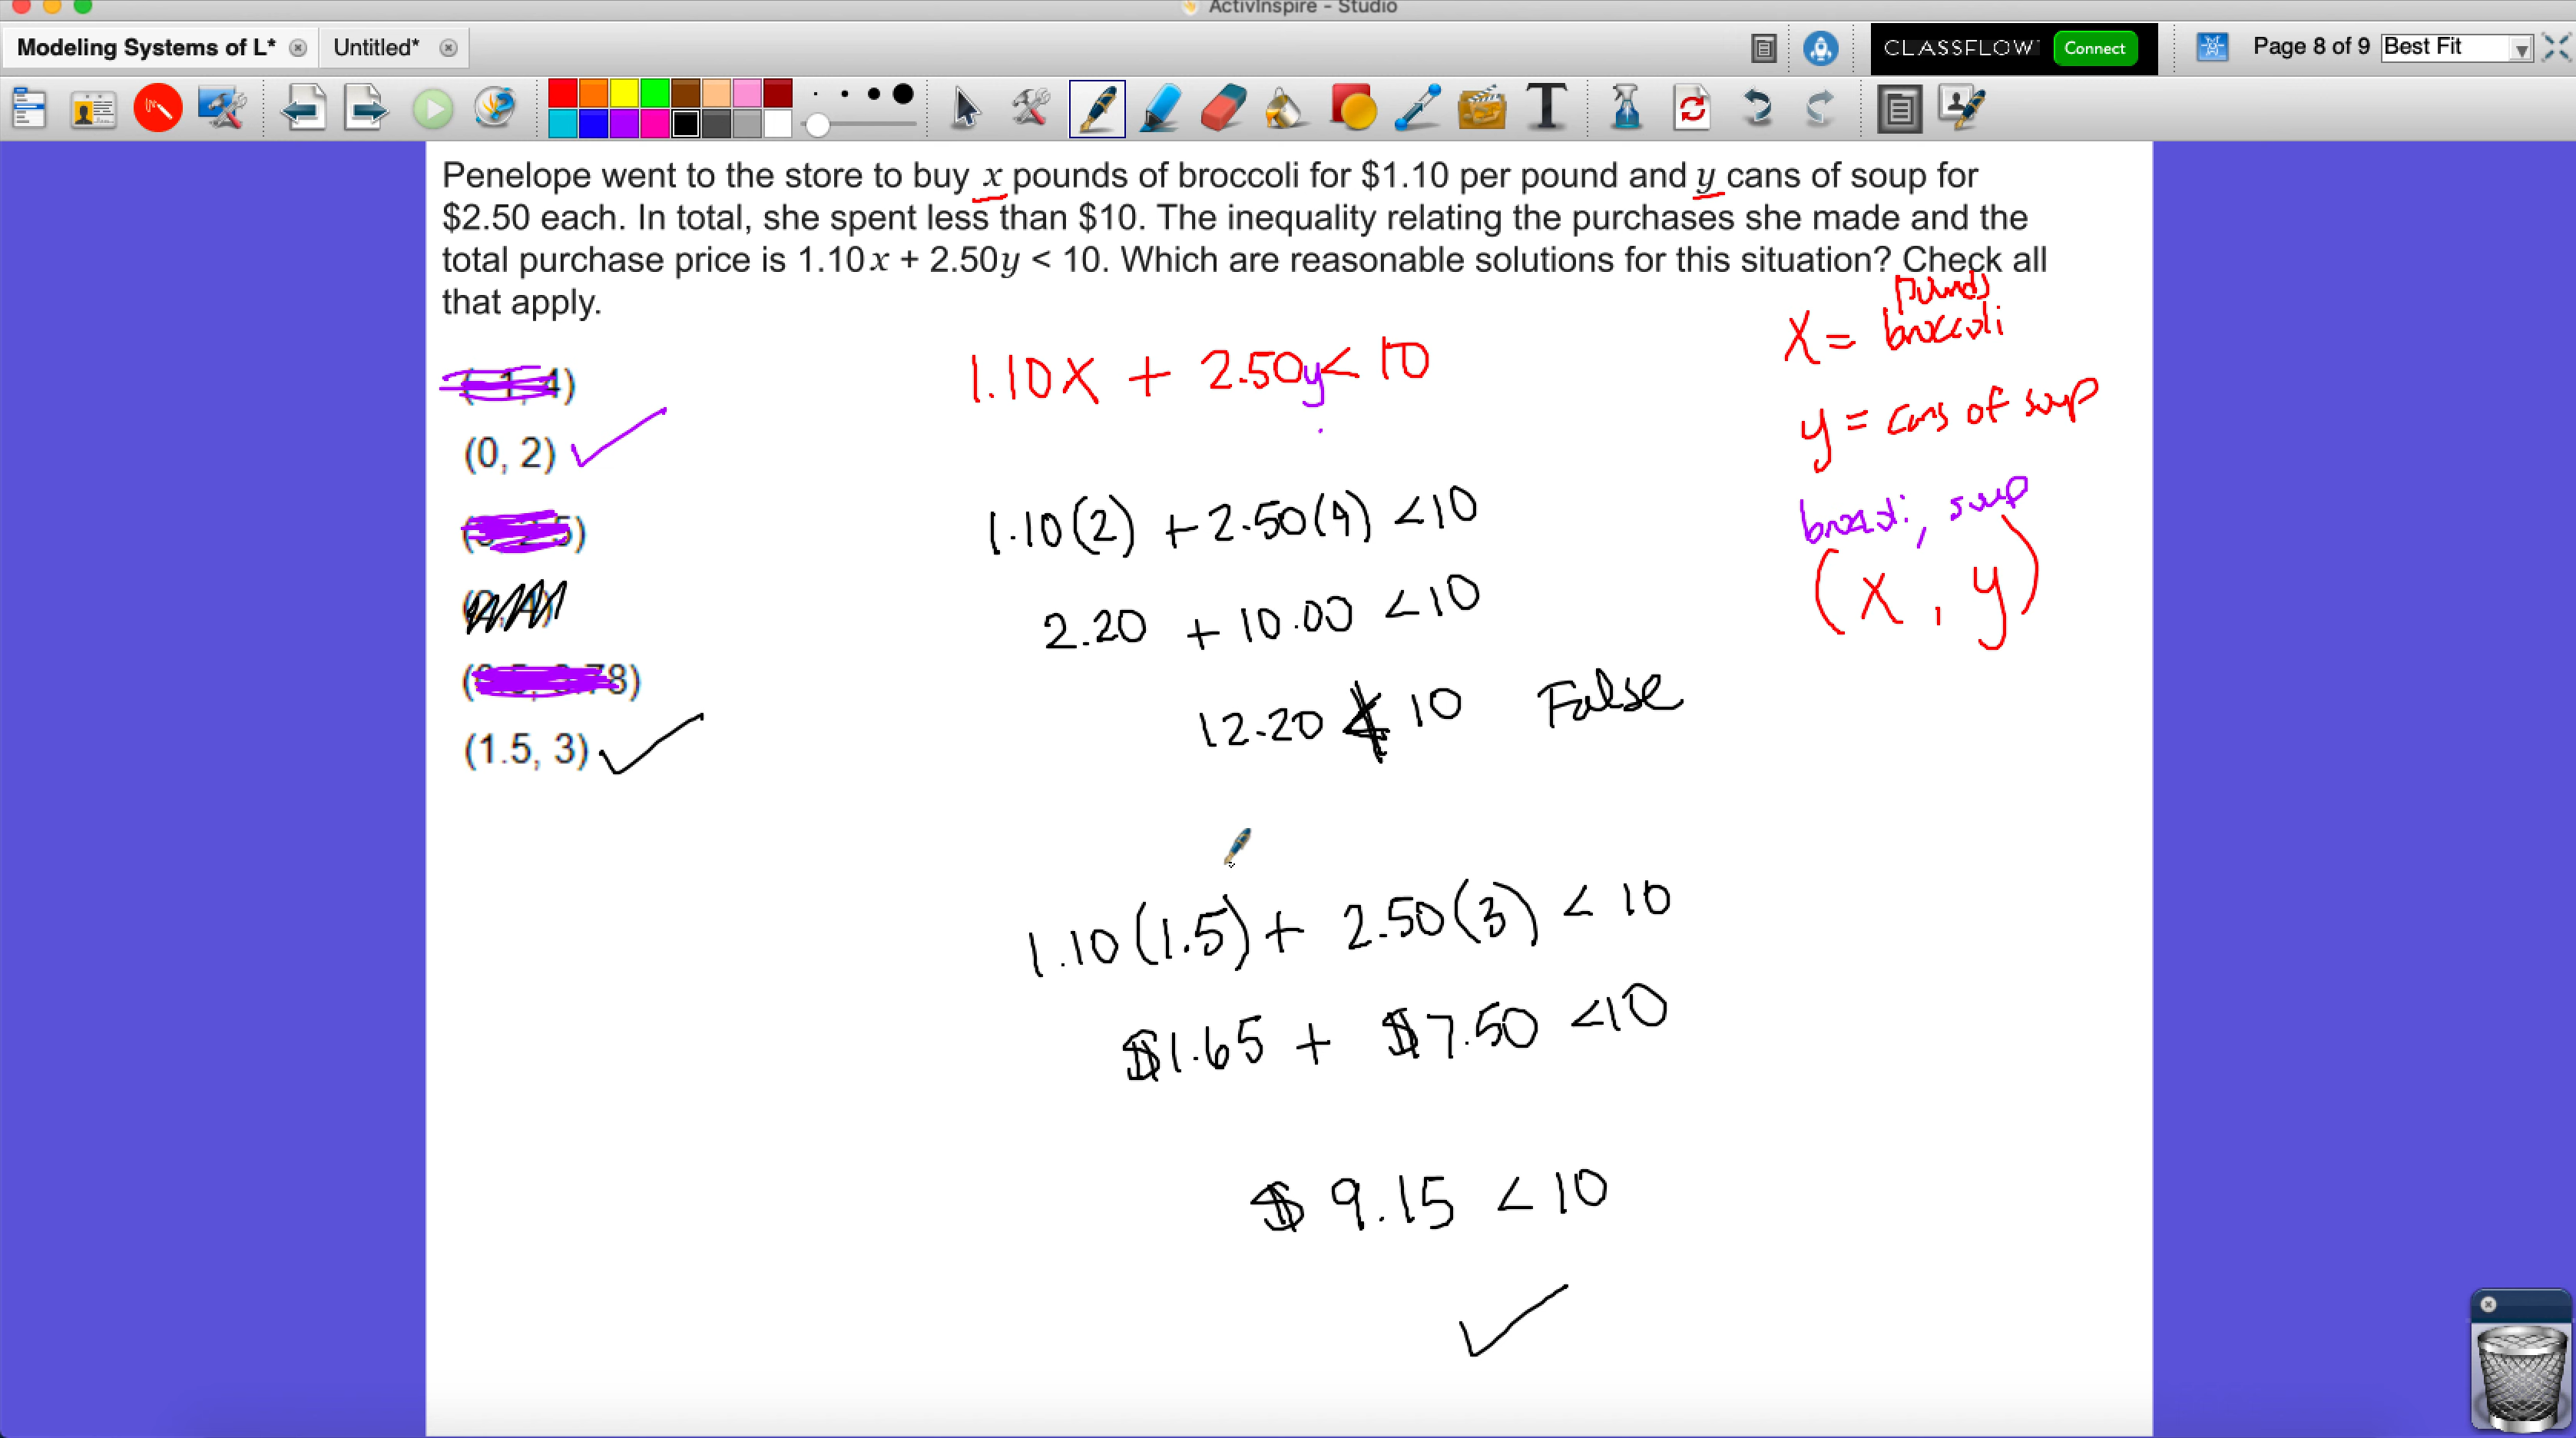 ActivInspire - Studio
Modeling Systems of L*
Untitled*
CLASSFLOW
Connect
Page 8 of 9
Best Fit
Penelope went to the store to buy x pounds of broccoli for $1.10 per pound and y cans of soup for
$2.50 each. In total, she spent less than $10. The inequality relating the purchases she made and the
total purchase price is 1.10x + 2.50y < 10. Which are reasonable solutions for this situation? Check all
that apply.
pounds
x = broccoli
y = cans of soup
broccoli, soup
(x, y)
(0, 2)
(1.5, 3)
1.10x + 2.50y < 10
1.10(2) + 2.50(4) < 10
2.20 + 10.00 < 10
12.20 ≮ 10 False
1.10(1.5) + 2.50(3) < 10
$1.65 + $7.50 < 10
$9.15 < 10